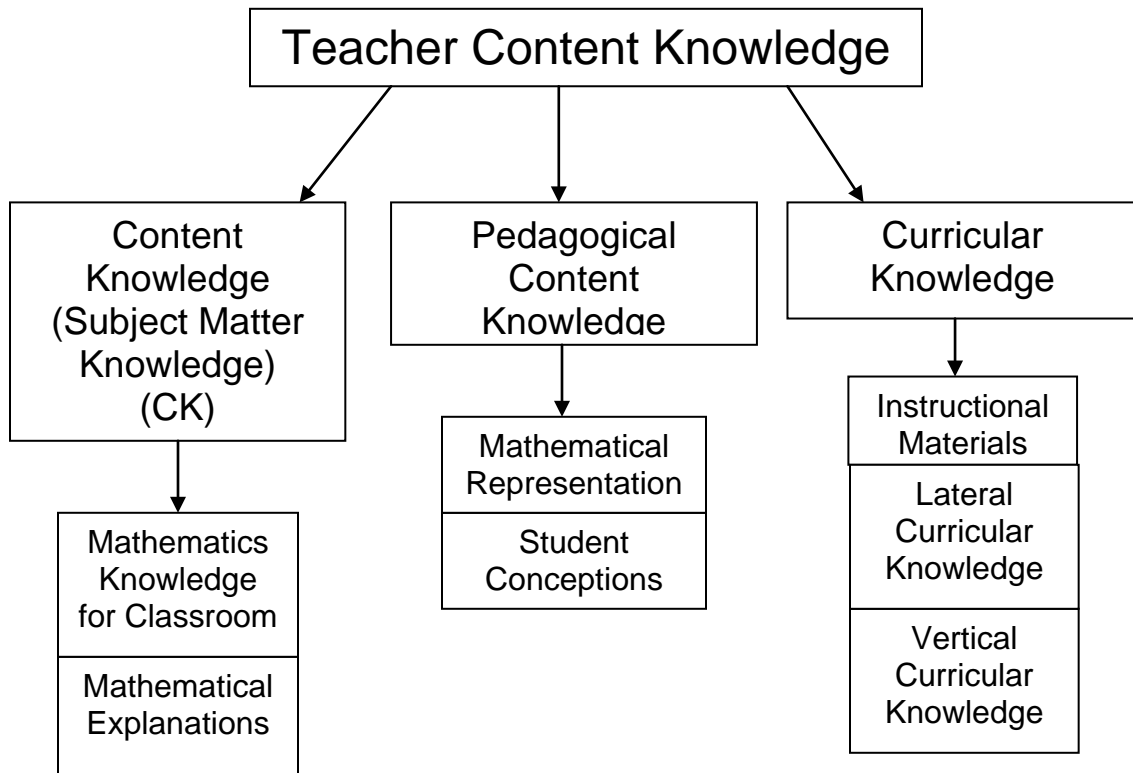 Teacher Content Knowledge
Content
Knowledge
(Subject Matter
Knowledge)
(CK)
Mathematics
Knowledge
for Classroom
Mathematical
Explanations
Pedagogical
Content
Knowledge
Mathematical
Representation
Student
Conceptions
Curricular
Knowledge
Instructional
Materials
Lateral
Curricular
Knowledge
Vertical
Curricular
Knowledge